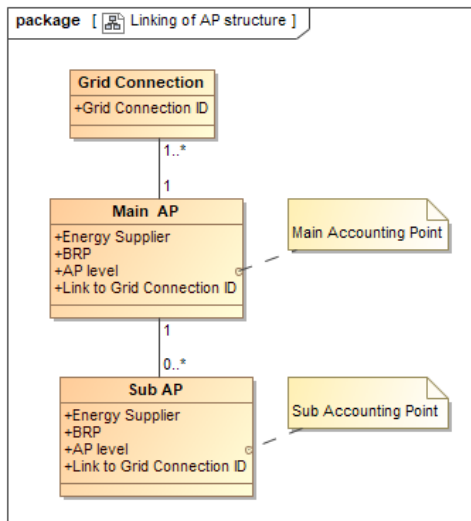 package [ Linking of AP structure ]
Grid Connection
+Grid Connection ID
1..*
1
Main AP
+Energy Supplier
+BRP
+AP level
+Link to Grid Connection ID
Main Accounting Point
1
0..*
Sub AP
+Energy Supplier
+BRP
+AP level
+Link to Grid Connection ID
Sub Accounting Point